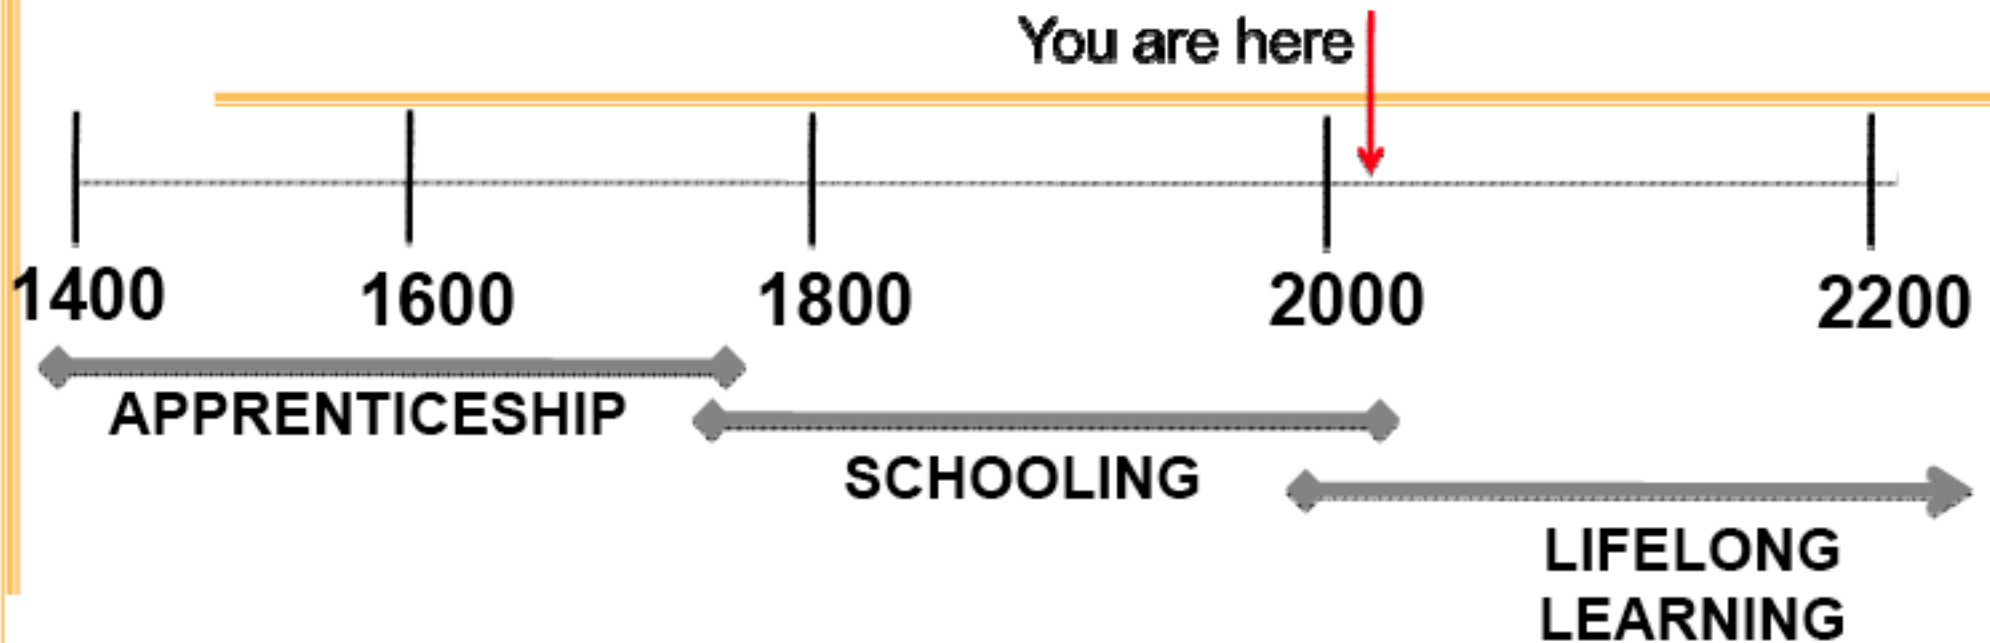 You are here
1400 1600 1800 2000 2200
APPRENTICESHIP
SCHOOLING
LIFELONG
LEARNING